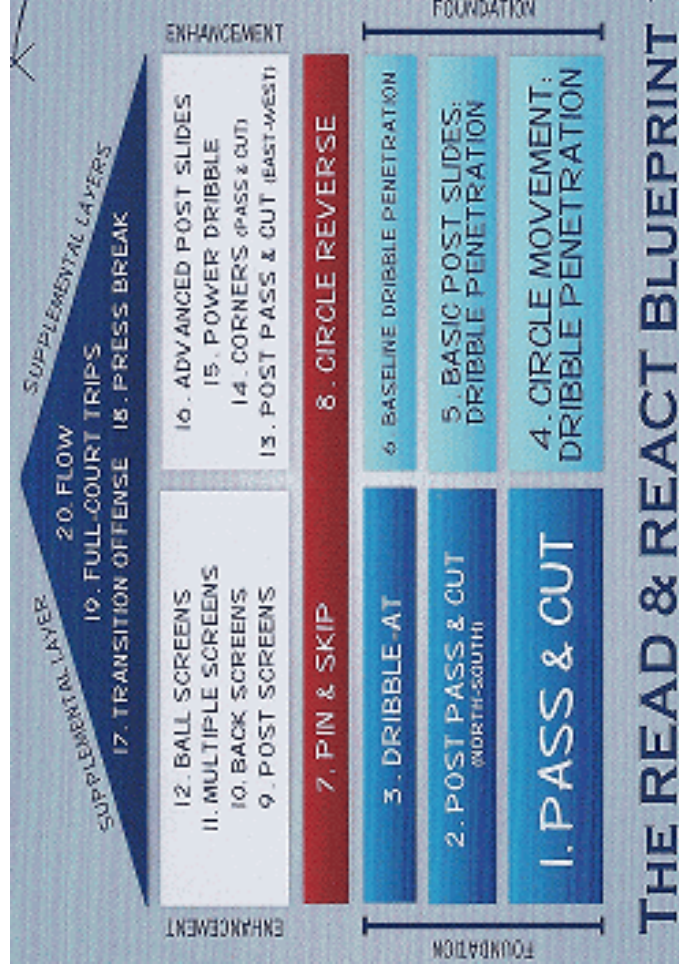 SUPPLEMENTAL LAYER
SUPPLEMENTAL LAYERS
20. FLOW
19. FULL-COURT TRIPS
17. TRANSITION OFFENSE 18. PRESS BREAK
ENHANCEMENT
12. BALL SCREENS
11. MULTIPLE SCREENS
10. BACK SCREENS
9. POST SCREENS
16. ADVANCED POST SLIDES
15. POWER DRIBBLE
14. CORNERS (PASS & CUT)
13. POST PASS & CUT (EAST-WEST)
ENHANCEMENT
7. PIN & SKIP
8. CIRCLE REVERSE
FOUNDATION
3. DRIBBLE-AT
6 BASELINE DRIBBLE PENETRATION
2. POST PASS & CUT
(NORTH-SOUTH)
5. BASIC POST SLIDES:
DRIBBLE PENETRATION
1. PASS & CUT
4. CIRCLE MOVEMENT:
DRIBBLE PENETRATION
FOUNDATION
THE READ & REACT BLUEPRINT